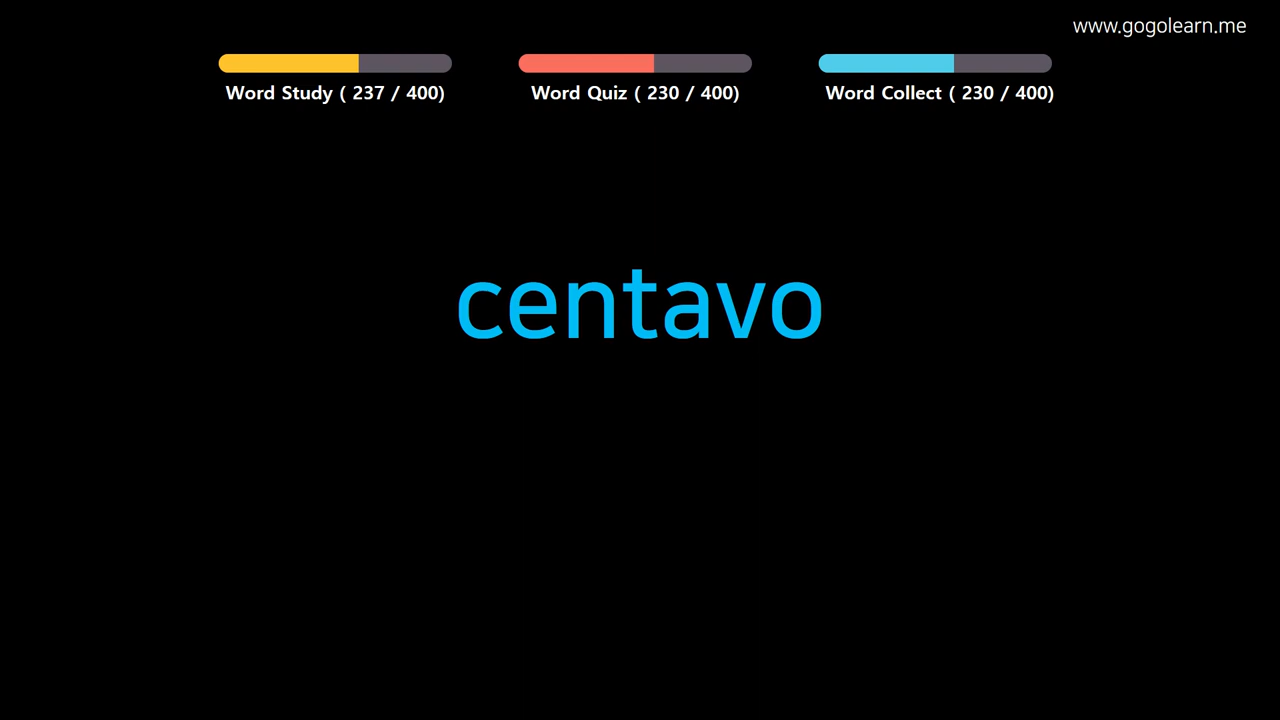 www.gogolearn.me
Word Study ( 237 / 400)
Word Quiz ( 230 / 400)
Word Collect ( 230 / 400)
centavo